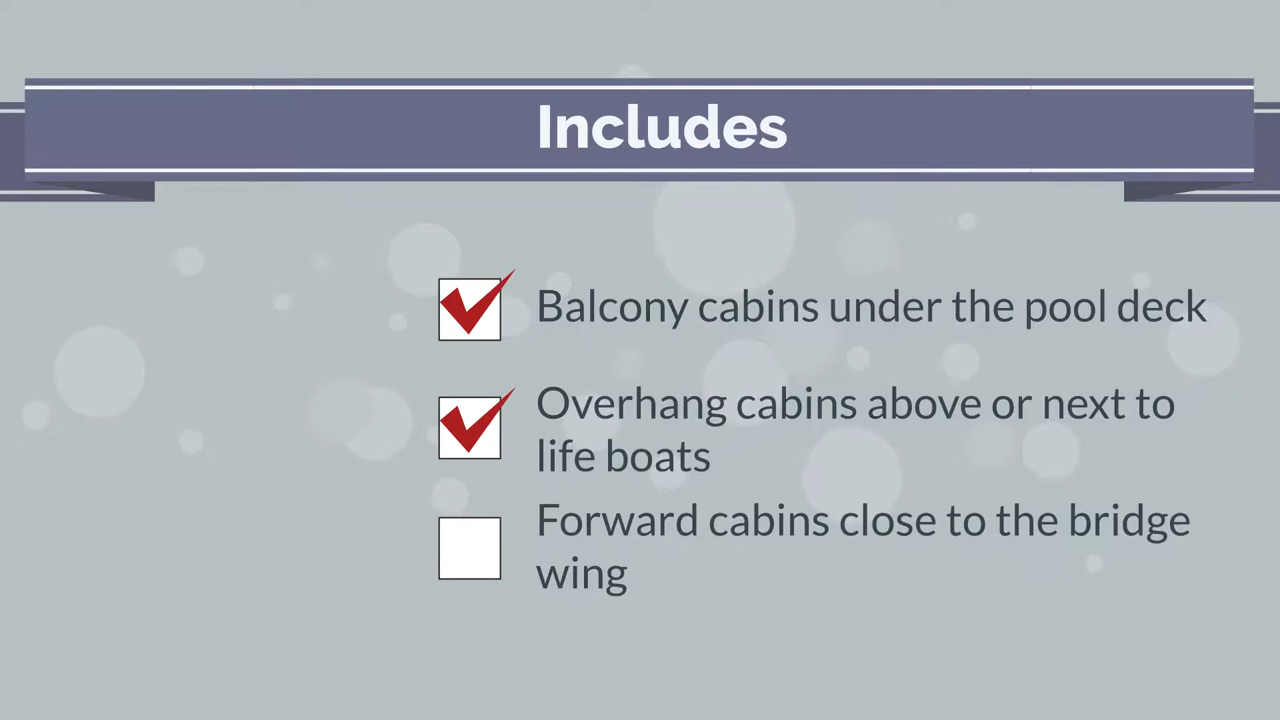 Includes
Balcony cabins under the pool deck
Overhang cabins above or next to
life boats
Forward cabins close to the bridge
wing